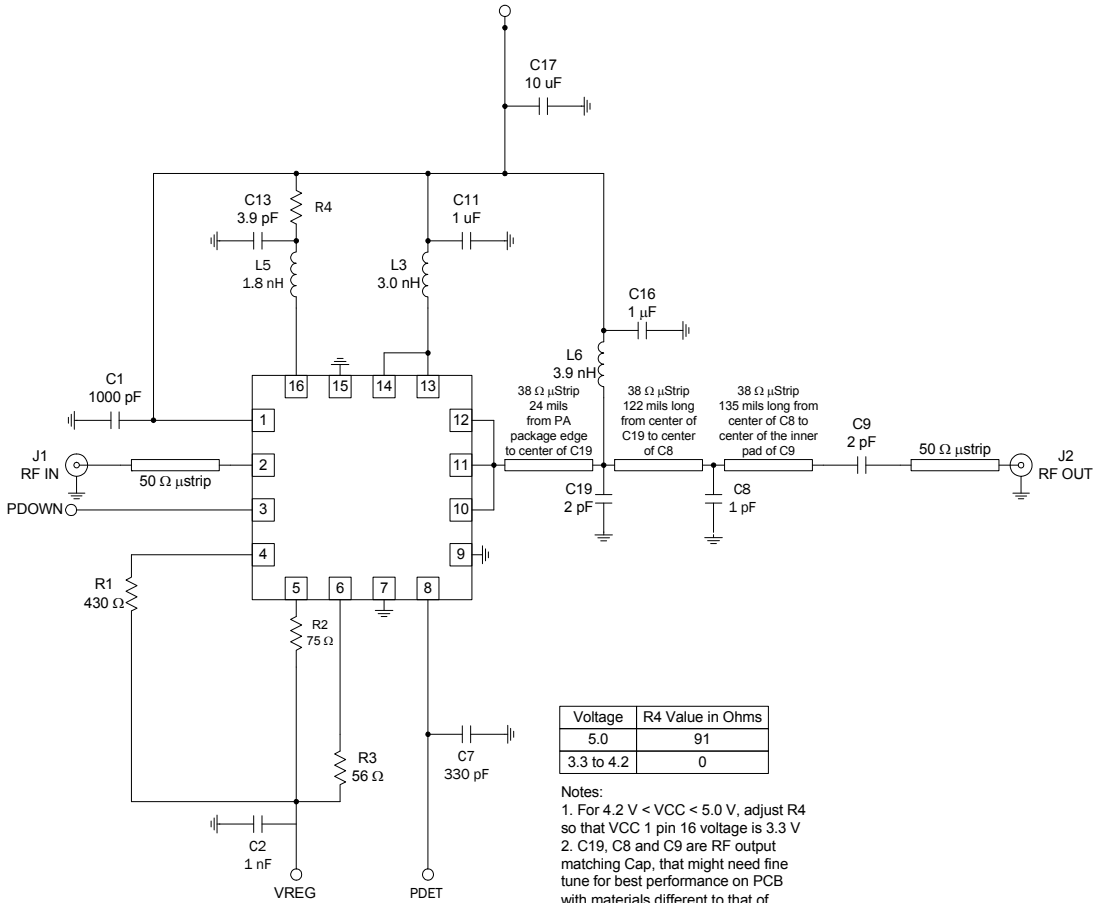 C17
10 uF
C13
3.9 pF
R4
C11
1 uF
L5
1.8 nH
L3
3.0 nH
C16
1 μF
L6
3.9 nH
C1
1000 pF
16
15
14
13
1
2
3
4
12
11
10
9
5
6
7
8
38 Ω μStrip
24 mils
from PA
package edge
to center of C19
38 Ω μStrip
122 mils long
from center of
C19 to center
of C8
38 Ω μStrip
135 mils long from
center of C8 to
center of the inner
pad of C9
C9
2 pF
50 Ω μstrip
J2
RF OUT
J1
RF IN
50 Ω μstrip
PDOWN
C19
2 pF
C8
1 pF
R1
430 Ω
R2
75 Ω
R3
56 Ω
C7
330 pF
C2
1 nF
VREG
PDET
Voltage R4 Value in Ohms
5.0 91
3.3 to 4.2 0
Notes:
1. For 4.2 V < VCC < 5.0 V, adjust R4
so that VCC 1 pin 16 voltage is 3.3 V
2. C19, C8 and C9 are RF output
matching Cap, that might need fine
tune for best performance on PCB
with materials different to that of